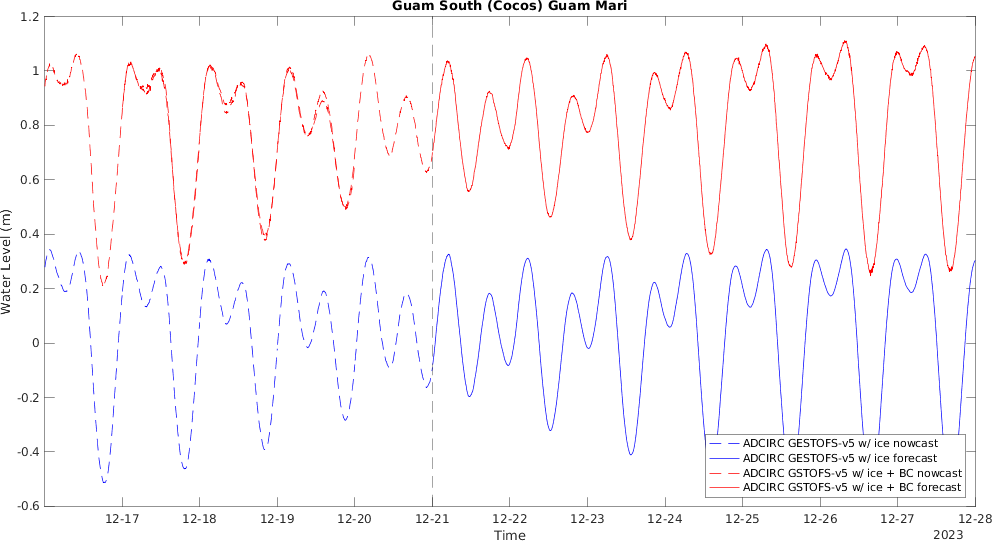 Guam South (Cocos) Guam Mari
1.2
1
0.8
0.6
0.4
0.2
0
-0.2
-0.4
-0.6
Water Level (m)
ADCIRC GESTOFS-v5 w/ ice nowcast
ADCIRC GESTOFS-v5 w/ ice forecast
ADCIRC GSTOFS-v5 w/ ice + BC nowcast
ADCIRC GSTOFS-v5 w/ ice + BC forecast
12-17 12-18 12-19 12-20 12-21 12-22 12-23 12-24 12-25 12-26 12-27 12-28
Time
2023